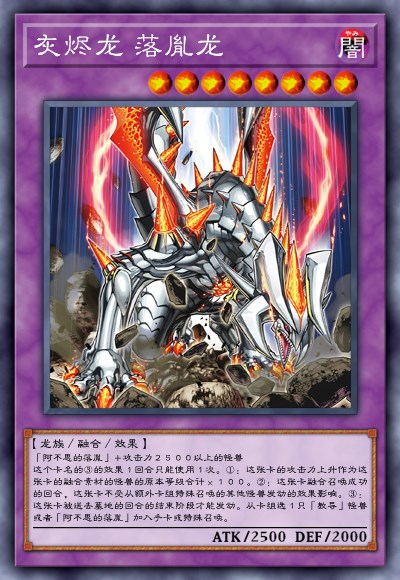 灰烬龙 落胤龙
やみ
闇
【龙族/融合/效果】
「阿不思的落胤」+攻击力2500以上的怪兽
这个卡名的③的效果1回合只能使用1次。①：这张卡的攻击力上升作为这
张卡的融合素材的怪兽的原本等级合计×100。②：这张卡融合召唤成功
的回合，这张卡不受从额外卡组特殊召唤的其他怪兽发动的效果影响。③：
这张卡被送去墓地的回合的结束阶段才能发动。从卡组选1只「教导」怪兽
或者「阿不思的落胤」加入手卡或特殊召唤。
ATK/2500 DEF/2000